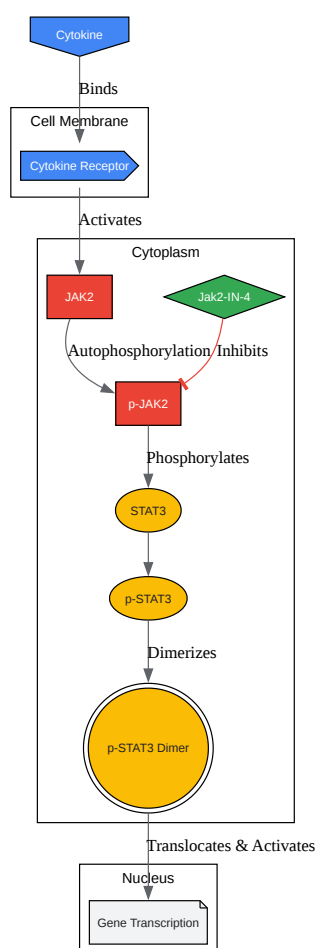 Cytokine
Binds
Cell Membrane
Cytokine Receptor
Activates
Cytoplasm
JAK2
Jak2-IN-4
Autophosphorylation
Inhibits
p-JAK2
Phosphorylates
STAT3
p-STAT3
Dimerizes
p-STAT3 Dimer
Translocates & Activates
Nucleus
Gene Transcription